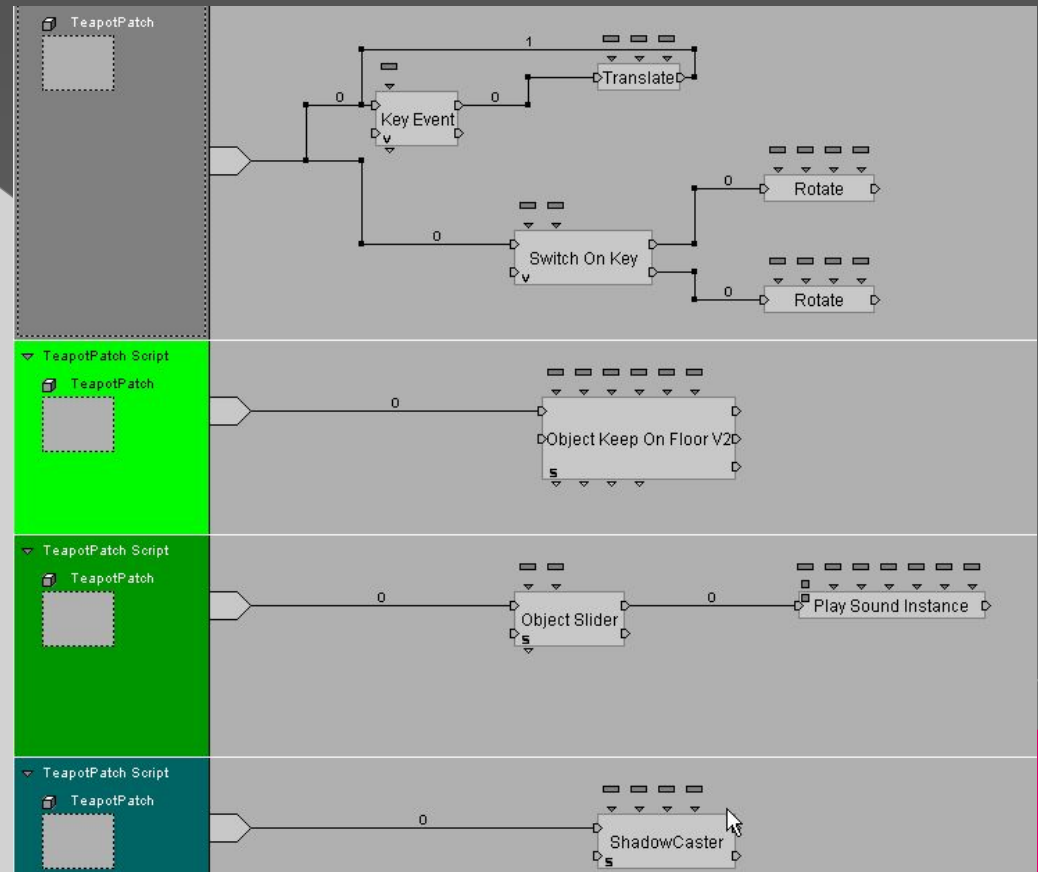 TeapotPatch
1
Translate
0
Key Event
0
V
0
Rotate
0
Switch On Key
V
0
Rotate
TeapotPatch Script
TeapotPatch
0
Object Keep On Floor V2
S
TeapotPatch Script
TeapotPatch
0
Object Slider
S
0
Play Sound Instance
TeapotPatch Script
TeapotPatch
0
ShadowCaster
S